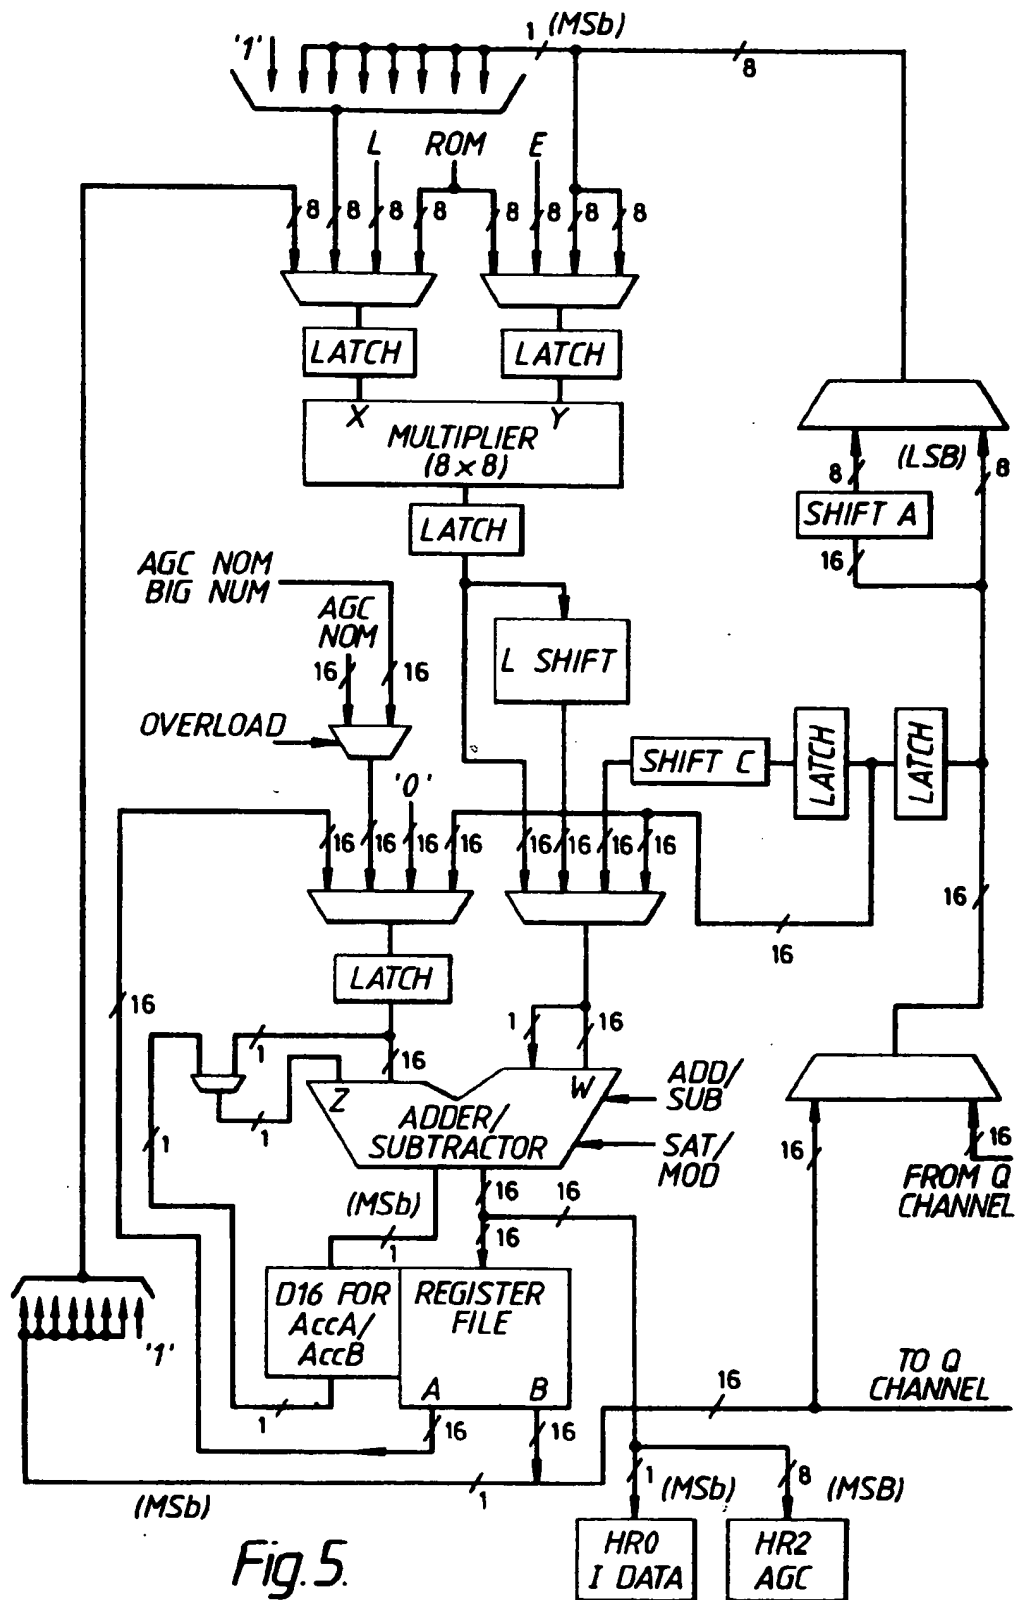 '1'
1 (MSb)
8
L ROM E
8 8 8 8 8 8 8 8
LATCH LATCH
X Y
MULTIPLIER
(8 x 8)
LATCH
8 (LSB) 8
SHIFT A
16
AGC NOM
BIG NUM
AGC
NOM
16 16
L SHIFT
OVERLOAD
SHIFT C
LATCH
LATCH
'0'
16 16 16 16 16 16 16 16
16
16
LATCH
16
1 16
1 16
Z W
ADD/
SUB
ADDER/
SUBTRACTOR
SAT/
MOD
1
1
16
16
FROM Q
CHANNEL
(MSb)
16 16
1 16
D16 FOR
AccA/
AccB
REGISTER
FILE
'1'
A B
1
16 16
16
TO Q
CHANNEL
(MSb)
1
1 (MSb)
8 (MSB)
HR0
I DATA
HR2
AGC
Fig. 5.